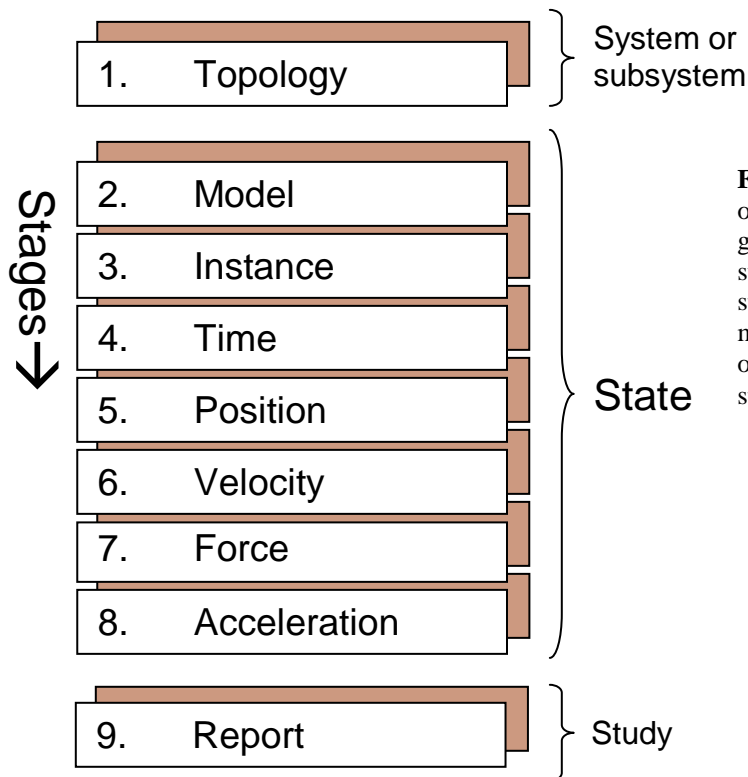 1. Topology
System or
subsystem
Stages→
2. Model
3. Instance
4. Time
5. Position
6. Velocity
7. Force
8. Acceleration
State
9. Report
Study